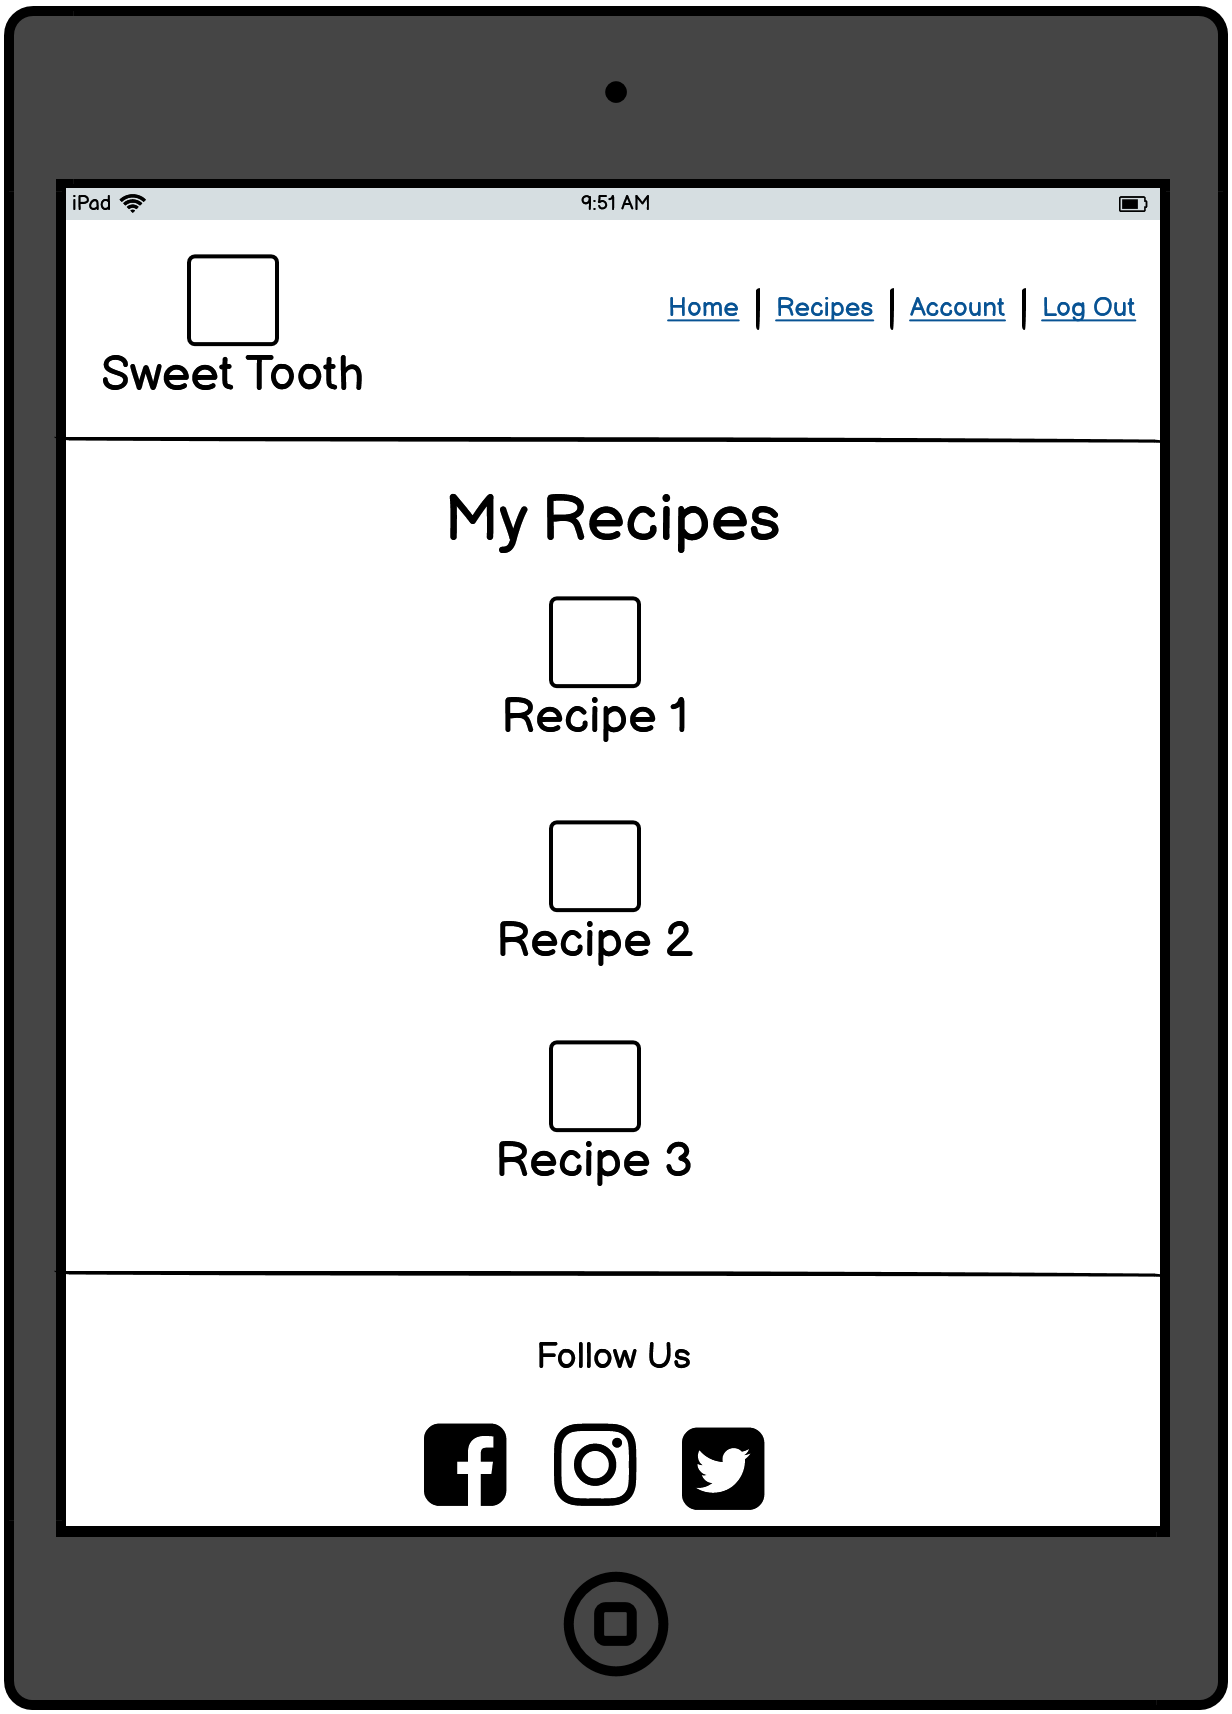 iPad 9:51 AM
Home Recipes Account Log Out
Sweet Tooth
My Recipes
Recipe 1
Recipe 2
Recipe 3
Follow Us